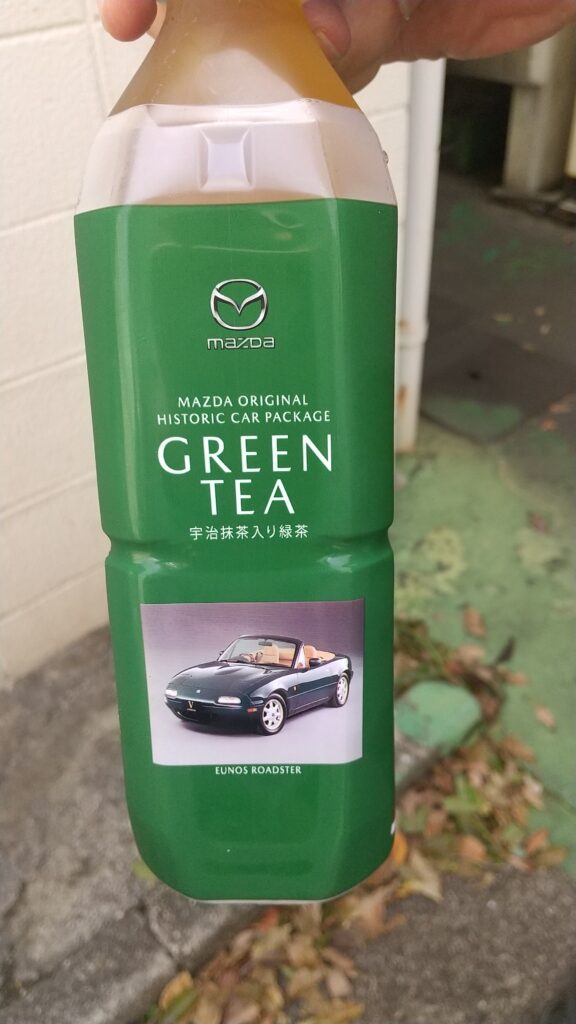 mazda
MAZDA ORIGINAL
HISTORIC CAR PACKAGE
GREEN
TEA
宇治抹茶入り緑茶
V
EUNOS ROADSTER